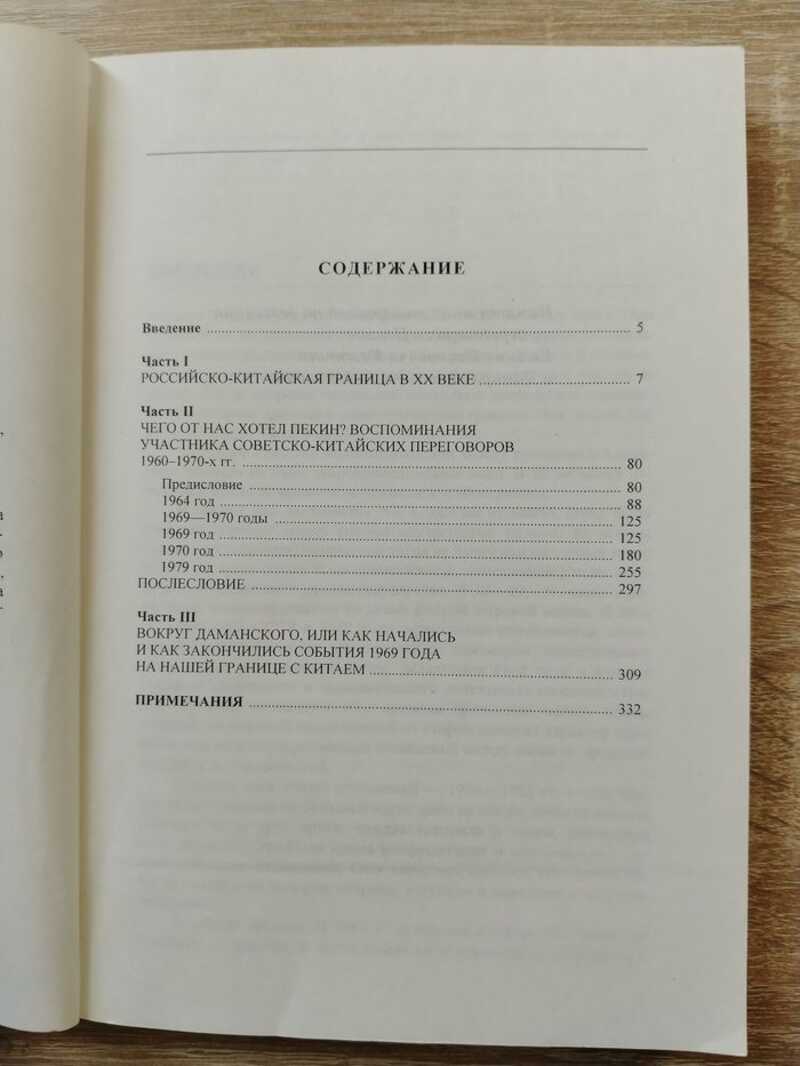 СОДЕРЖАНИЕ
Введение ........ 5
Часть I
РОССИЙСКО-КИТАЙСКАЯ ГРАНИЦА В XX ВЕКЕ ........ 7
Часть II
ЧЕГО ОТ НАС ХОТЕЛ ПЕКИН? ВОСПОМИНАНИЯ
УЧАСТНИКА СОВЕТСКО-КИТАЙСКИХ ПЕРЕГОВОРОВ
1960–1970-х гг. ........ 80
Предисловие ........ 80
1964 год ........ 88
1969—1970 годы ........ 125
1969 год ........ 125
1970 год ........ 180
1979 год ........ 255
ПОСЛЕСЛОВИЕ ........ 297
Часть III
ВОКРУГ ДАМАНСКОГО, ИЛИ КАК НАЧАЛИСЬ
И КАК ЗАКОНЧИЛИСЬ СОБЫТИЯ 1969 ГОДА
НА НАШЕЙ ГРАНИЦЕ С КИТАЕМ ........ 309
ПРИМЕЧАНИЯ ........ 332